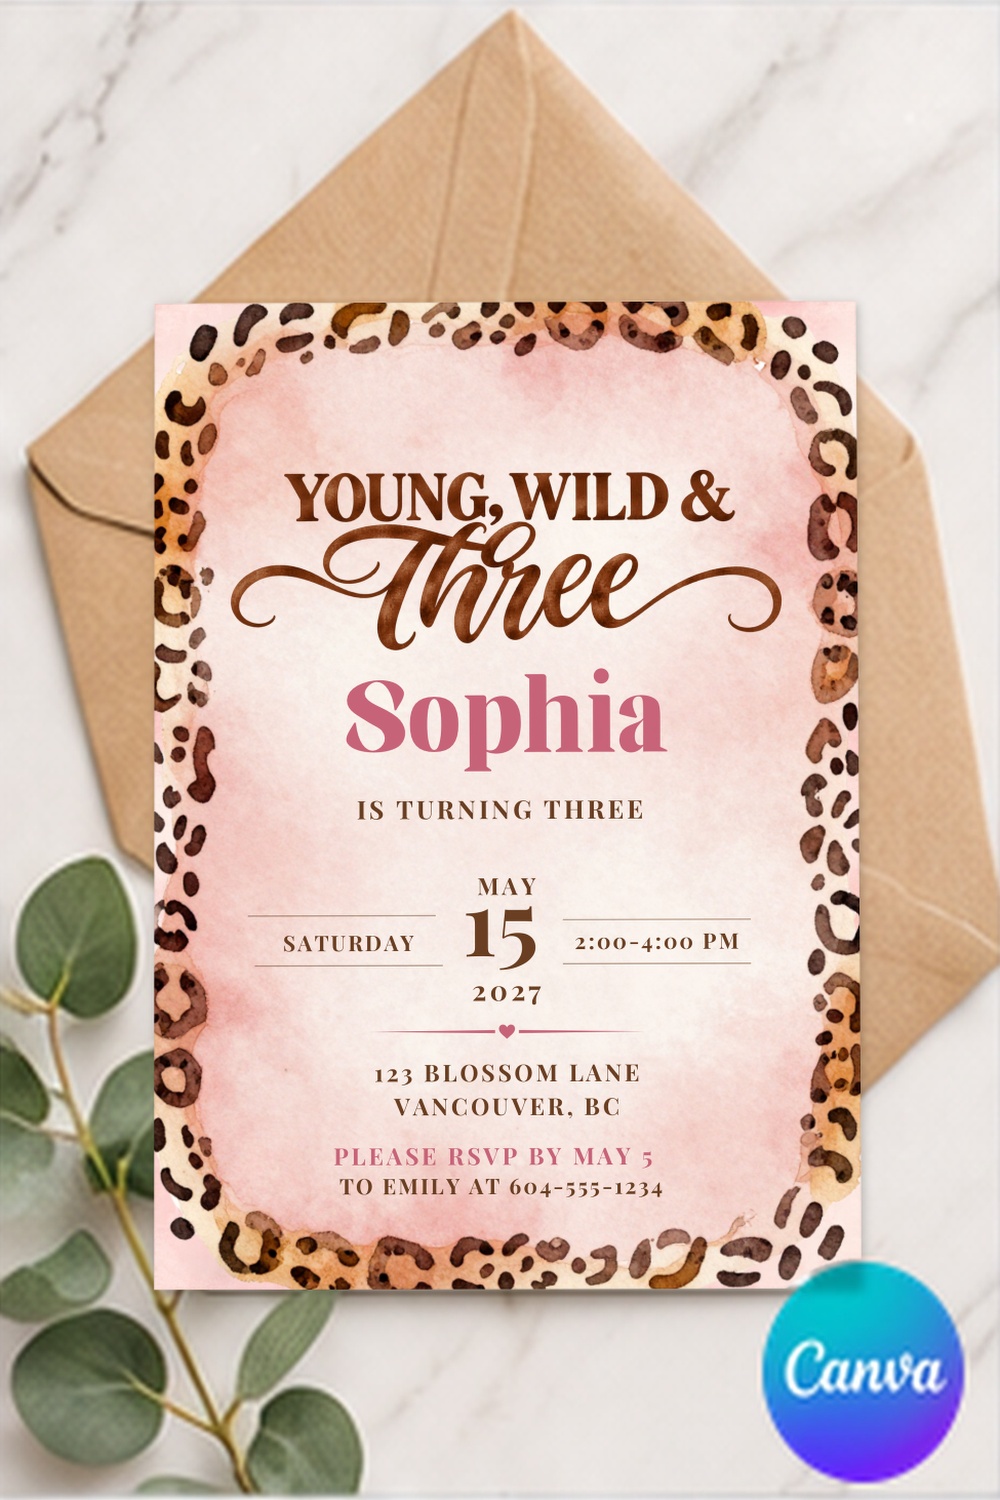 YOUNG, WILD &
Three
Sophia
IS TURNING THREE
MAY
SATURDAY 15 2:00-4:00 PM
2027
123 BLOSSOM LANE
VANCOUVER, BC
PLEASE RSVP BY MAY 5
TO EMILY AT 604-555-1234
Canva